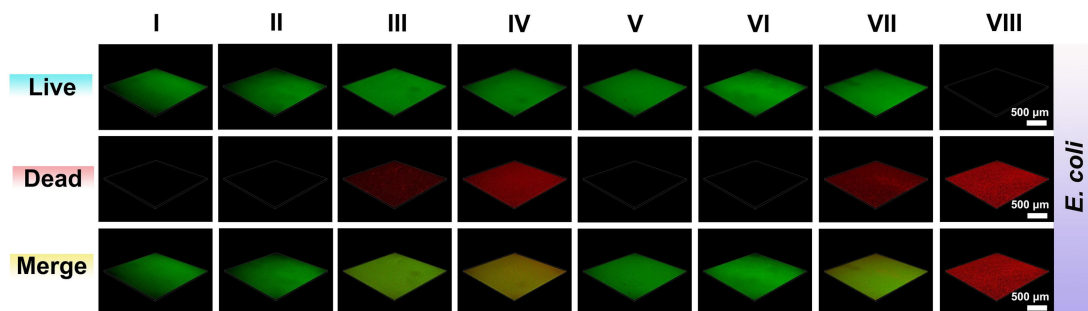 I II III IV V VI VII VIII
Live
500 µm
Dead
500 µm
Merge
500 µm
E. coli